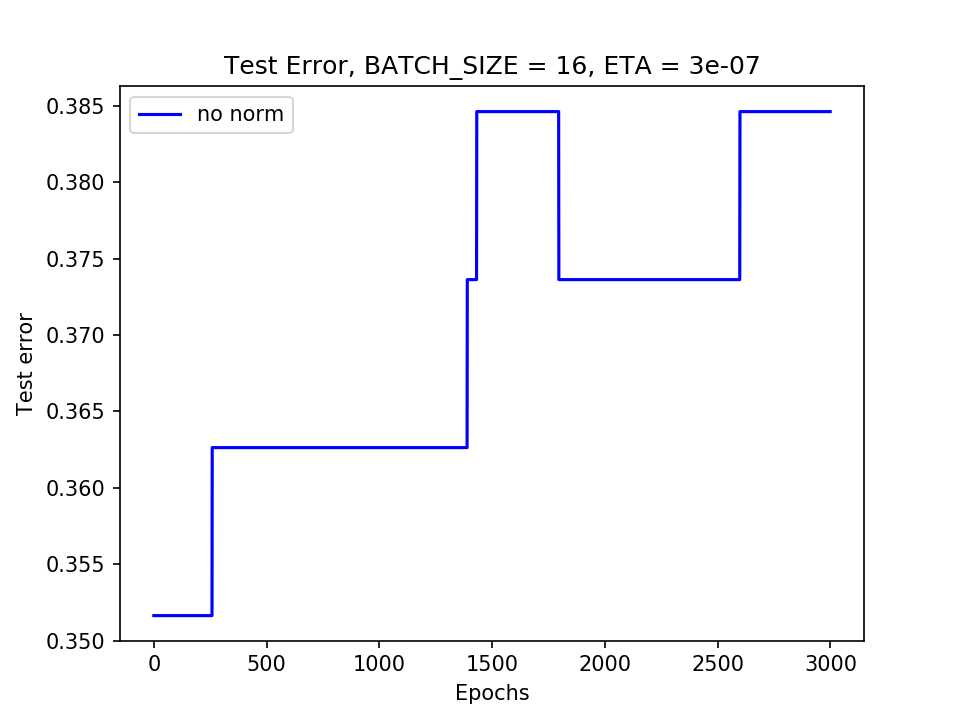 Test Error, BATCH_SIZE = 16, ETA = 3e-07
no norm
0.385
0.380
0.375
0.370
0.365
0.360
0.355
0.350
Test error
0 500 1000 1500 2000 2500 3000
Epochs